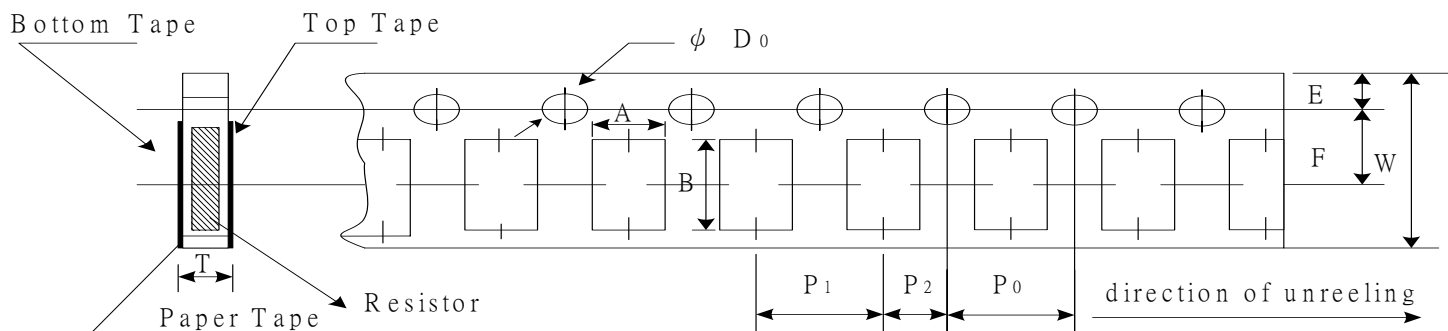 Bottom Tape
Top Tape
ϕ D₀
E
A
F
W
B
T
P₁
P₂
P₀
direction of unreeling
Resistor
Paper Tape